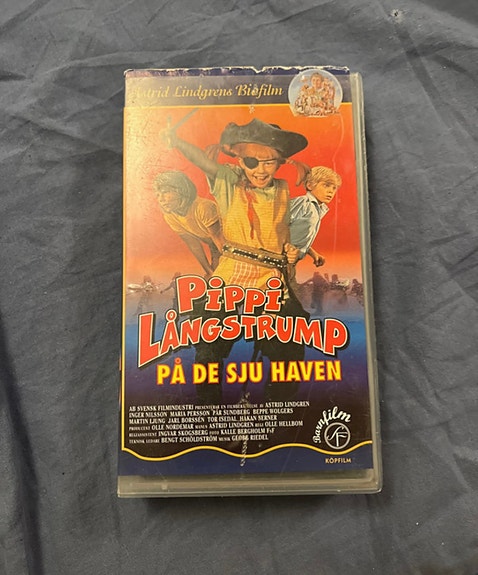 Astrid Lindgrens Biofilm
PIPPI
LÅNGSTRUMP
PÅ DE SJU HAVEN
AB SVENSK FILMINDUSTRI PRESENTERAR EN FILMBERÄTTELSE AV ASTRID LINDGREN
INGER NILSSON MARIA PERSSON PÄR SUNDBERG BEPPE WOLGERS
MARTIN LJUNG JARL BORSSÉN TOR ISEDAL HÅKAN SERNER
PRODUCENT OLLE NORDEMAR MANUS ASTRID LINDGREN REGI OLLE HELLBOM
REGIASSISTENT INGVAR SKOGSBERG FOTO KALLE BERGHOLM FsF
TEKNISK LEDARE BENGT SCHÖLDSTRÖM MUSIK GEORG RIEDEL
Barnfilm
SF
KÖPFILM